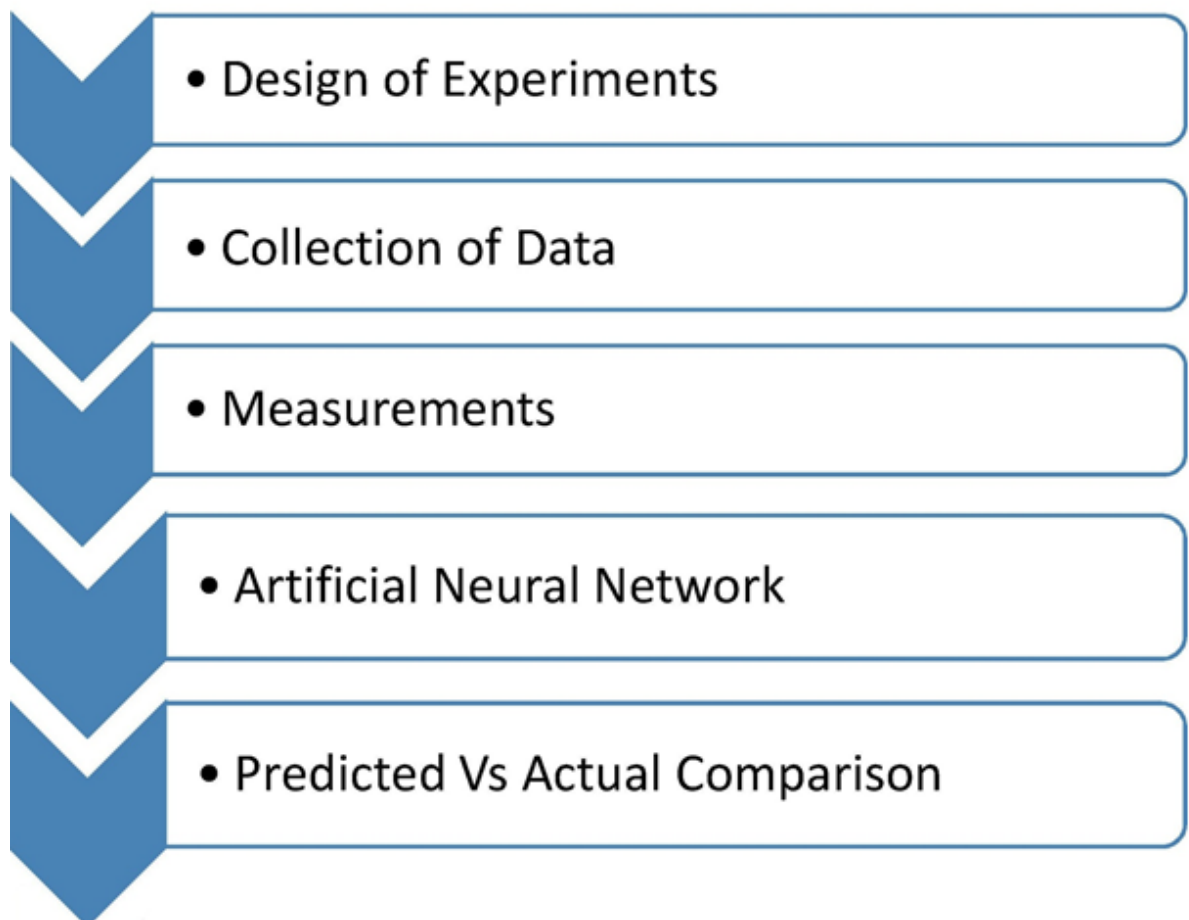 • Design of Experiments
• Collection of Data
• Measurements
• Artificial Neural Network
• Predicted Vs Actual Comparison